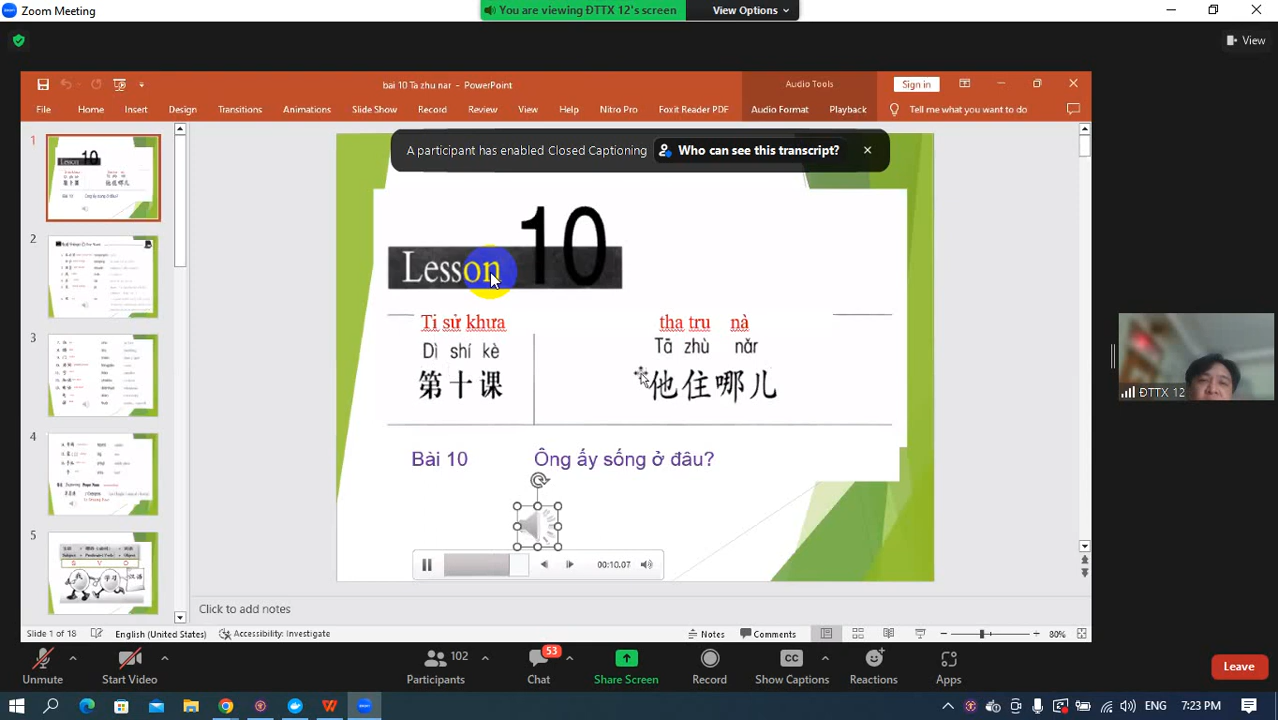 Zoom Meeting
You are viewing ĐTTX 12's screen
View Options
View
bai 10 Ta zhu nar - PowerPoint
Audio Tools
Sign in
File Home Insert Design Transitions Animations Slide Show Record Review View Help Nitro Pro Foxit Reader PDF Audio Format Playback Tell me what you want to do
A participant has enabled Closed Captioning Who can see this transcript?
1
2
3
4
5
Lesson 10
Ti sử khưa tha tru nà
Dì shí kè Tā zhù nǎr
第十课 他住哪儿
Bài 10 Ông ấy sống ở đâu?
00:10.07
Click to add notes
Slide 1 of 18 English (United States) Accessibility: Investigate Notes Comments 80%
ĐTTX 12
Unmute Start Video 102 Participants 53 Chat Share Screen Record CC Show Captions Reactions Apps Leave
ENG 7:23 PM